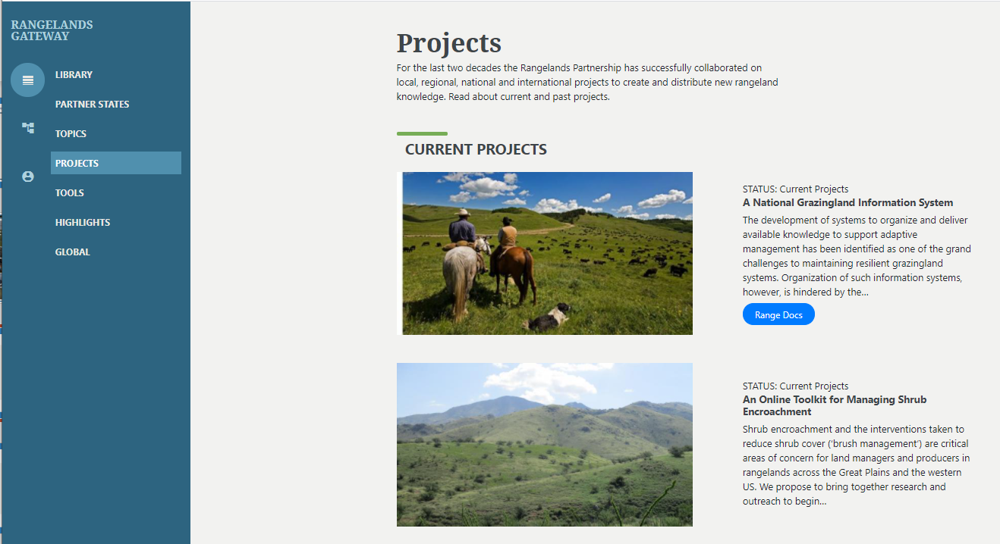 RANGELANDS
GATEWAY
LIBRARY
PARTNER STATES
TOPICS
PROJECTS
TOOLS
HIGHLIGHTS
GLOBAL
Projects
For the last two decades the Rangelands Partnership has successfully collaborated on
local, regional, national and international projects to create and distribute new rangeland
knowledge. Read about current and past projects.
CURRENT PROJECTS
STATUS: Current Projects
A National Grazingland Information System
The development of systems to organize and deliver
available knowledge to support adaptive
management has been identified as one of the grand
challenges to maintaining resilient grazingland
systems. Organization of such information systems,
however, is hindered by the...
Range Docs
STATUS: Current Projects
An Online Toolkit for Managing Shrub
Encroachment
Shrub encroachment and the interventions taken to
reduce shrub cover (‘brush management’) are critical
areas of concern for land managers and producers in
rangelands across the Great Plains and the western
US. We propose to bring together research and
outreach to begin...